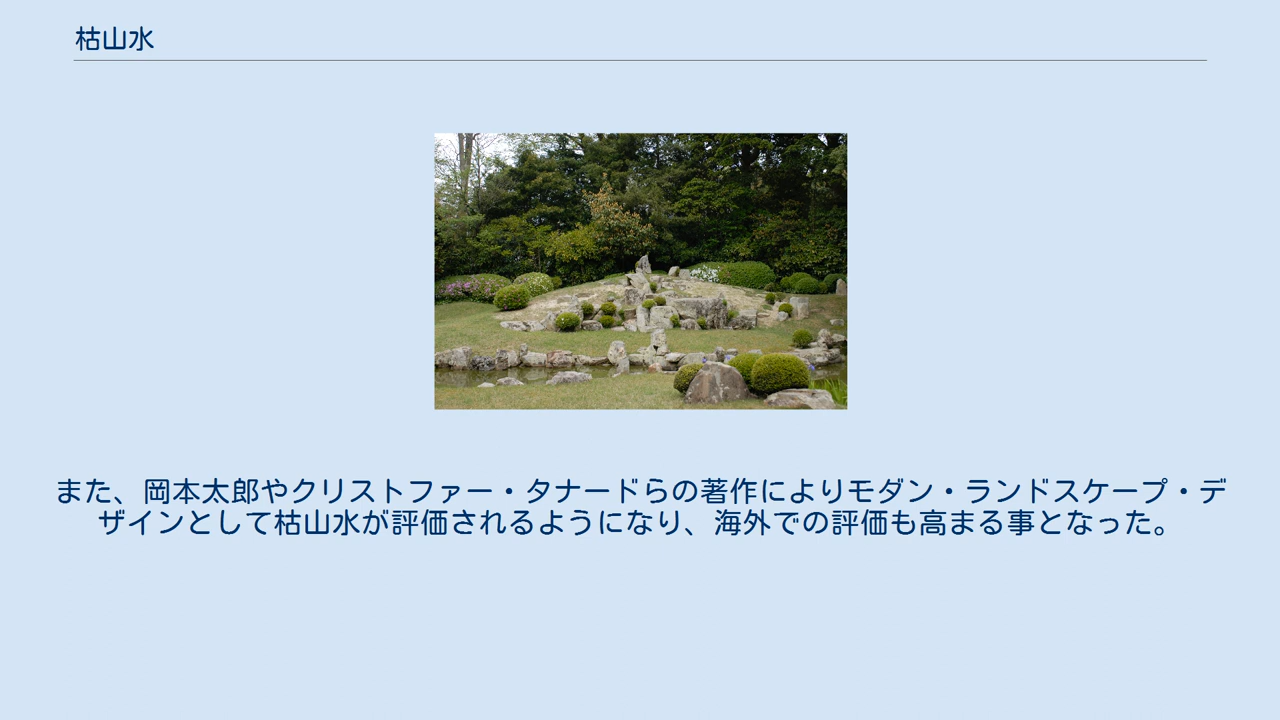 枯山水
また、岡本太郎やクリストファー・タナードらの著作によりモダン・ランドスケープ・デ
ザインとして枯山水が評価されるようになり、海外での評価も高まる事となった。